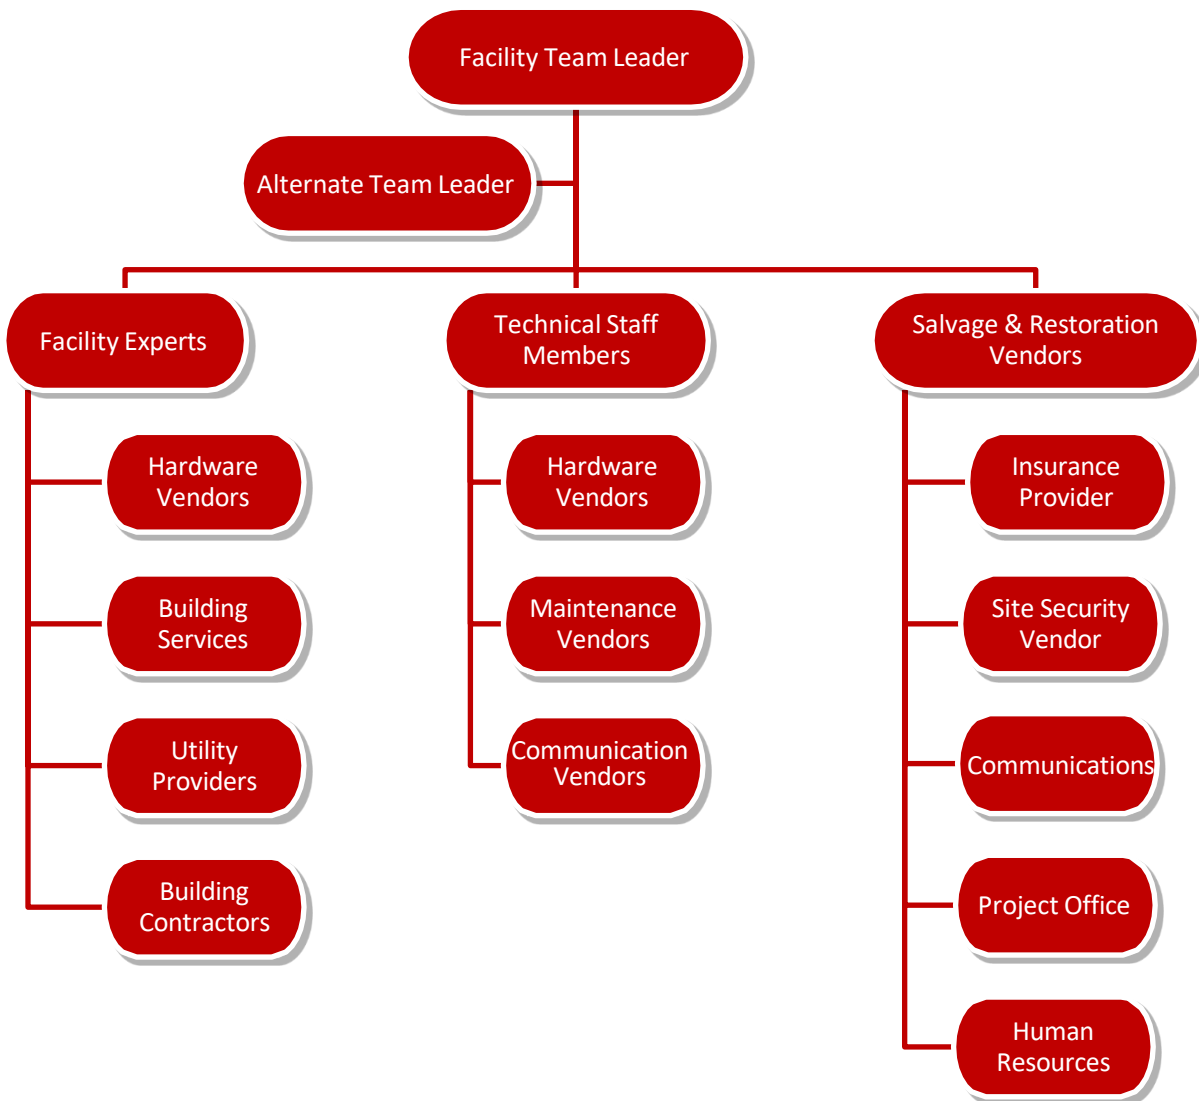 Facility Team Leader
Alternate Team Leader
Facility Experts
Hardware
Vendors
Building
Services
Utility
Providers
Building
Contractors
Technical Staff
Members
Hardware
Vendors
Maintenance
Vendors
Communication
Vendors
Salvage & Restoration
Vendors
Insurance
Provider
Site Security
Vendor
Communications
Project Office
Human
Resources